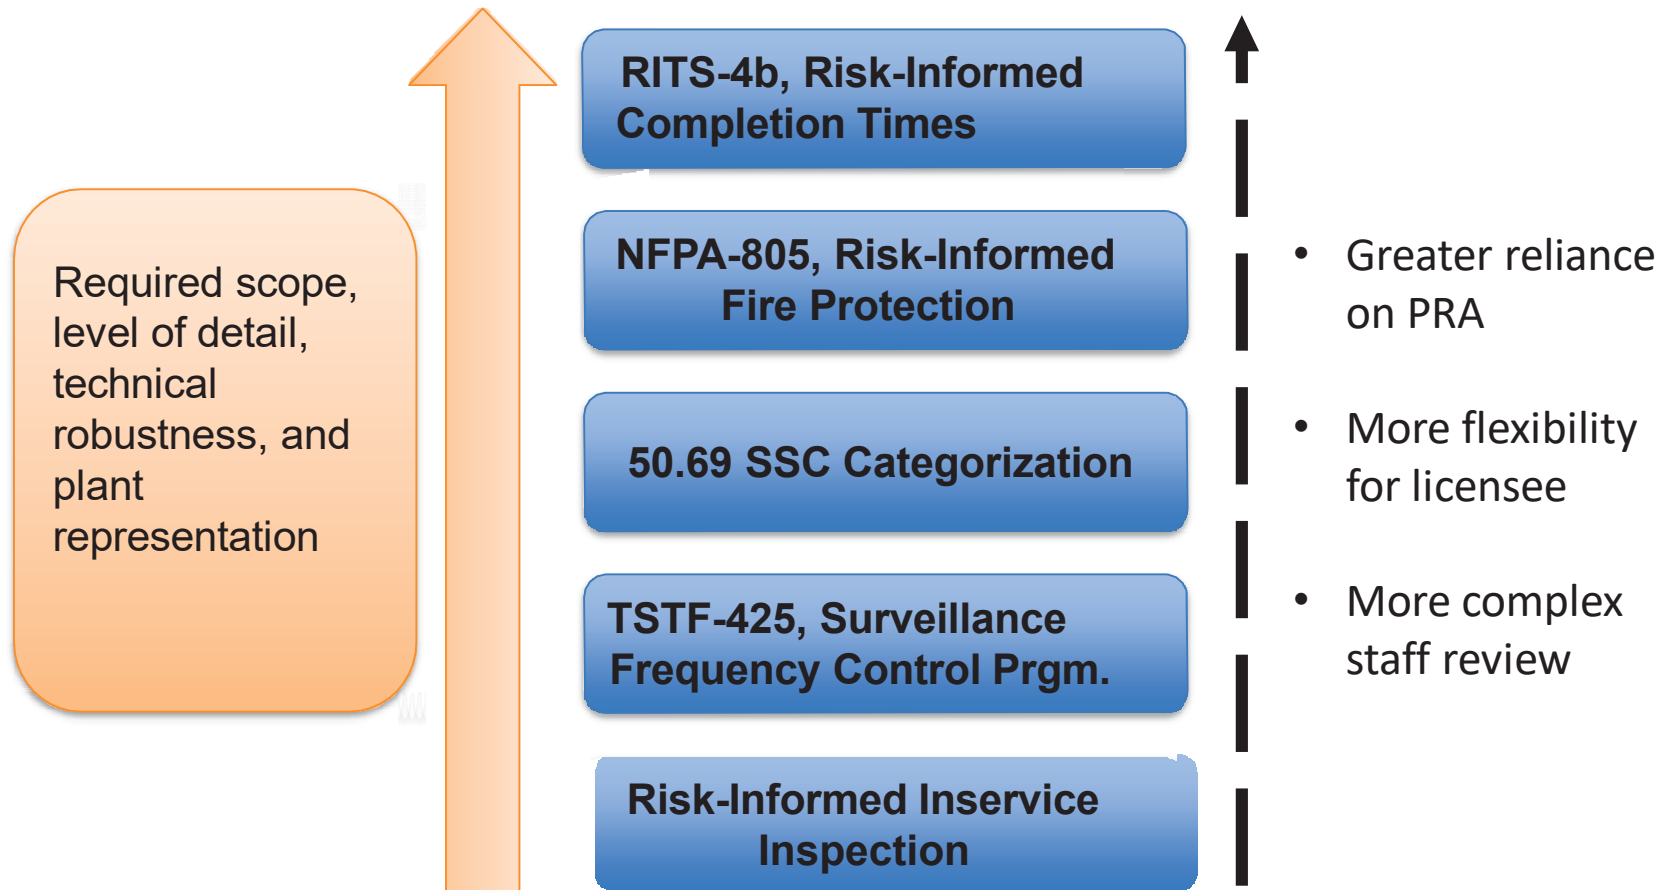 Required scope,
level of detail,
technical
robustness, and
plant
representation
RITS-4b, Risk-Informed
Completion Times
NFPA-805, Risk-Informed
Fire Protection
50.69 SSC Categorization
TSTF-425, Surveillance
Frequency Control Prgm.
Risk-Informed Inservice
Inspection
• Greater reliance
on PRA
• More flexibility
for licensee
• More complex
staff review